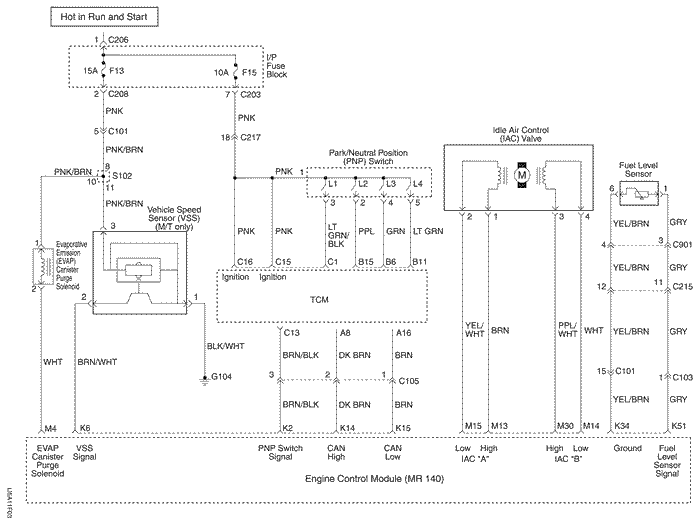 Hot in Run and Start
1 C206
I/P
Fuse
Block
15A F13
10A F15
2 C208
7 C203
PNK
PNK
5 C101
18 C217
PNK/BRN
Park/Neutral Position
(PNP) Switch
Idle Air Control
(IAC) Valve
Fuel Level
Sensor
PNK/BRN
8
10 S102
11
PNK 1
L1 L2 L3 L4
M
6 1
PNK/BRN
3 2 4 5
2 1 3 4
Vehicle Speed
Sensor (VSS)
(M/T only)
3
PNK PNK
LT
GRN/
BLK
PPL GRN LT GRN
YEL/BRN GRY
4 3 C901
1
Evaporative
Emission
(EVAP)
Canister
Purge
Solenoid
2
C16 C15 C1 B15 B6 B11
Ignition Ignition
TCM
YEL/BRN GRY
12 11 C215
2 1
C13 A8 A16
YEL/
WHT
BRN
PPL/
WHT
WHT
YEL/BRN GRY
WHT BRN/WHT BLK/WHT
BRN/BLK DK BRN BRN
G104
3 2 1 C105
15 C101 1 C103
BRN/BLK DK BRN BRN
YEL/BRN GRY
M4 K6 K2 K14 K15 M15 M13 M30 M14 K34 K51
EVAP
Canister
Purge
Solenoid
VSS
Signal
PNP Switch
Signal
CAN
High
CAN
Low
Low High
IAC "A"
High Low
IAC "B"
Ground
Fuel
Level
Sensor
Signal
Engine Control Module (MR 140)